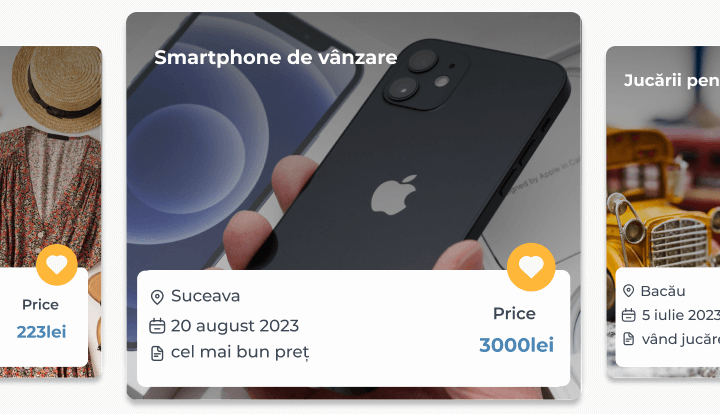 Price
223lei
Smartphone de vânzare
Suceava
20 august 2023
cel mai bun preț
Price
3000lei
Jucării pen
Bacău
5 iulie 2023
vând jucăre